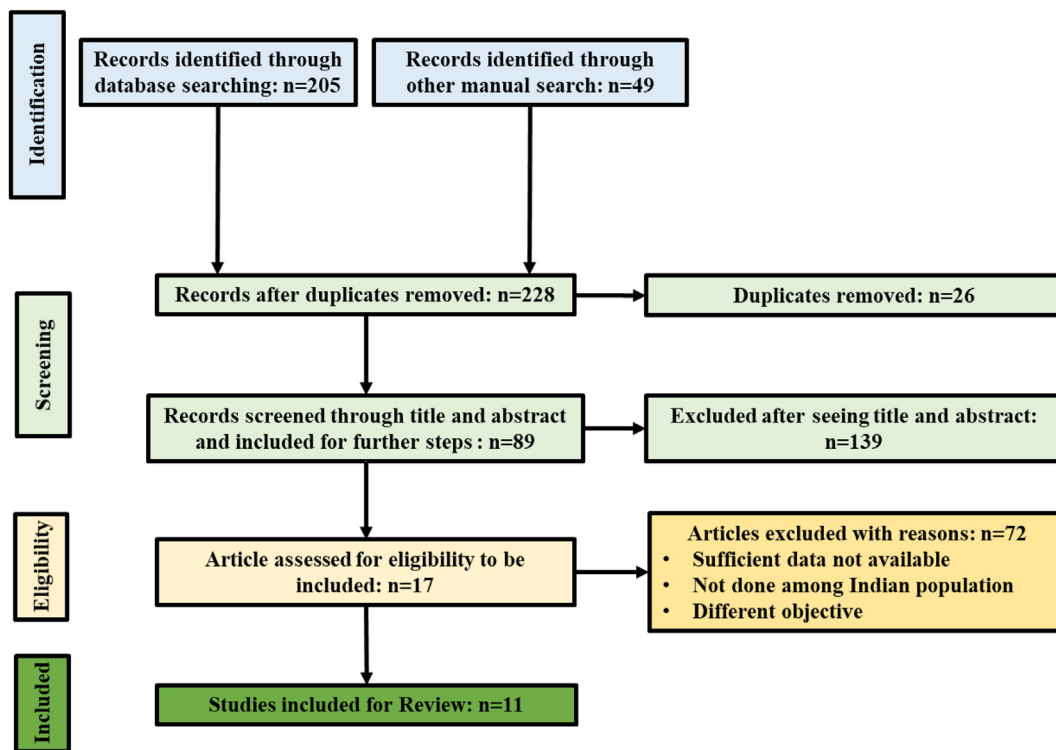 Identification
Records identified through
database searching: n=205
Records identified through
other manual search: n=49
Screening
Records after duplicates removed: n=228
Duplicates removed: n=26
Records screened through title and abstract
and included for further steps : n=89
Excluded after seeing title and abstract:
n=139
Eligibility
Article assessed for eligibility to be
included: n=17
Articles excluded with reasons: n=72
• Sufficient data not available
• Not done among Indian population
• Different objective
Included
Studies included for Review: n=11